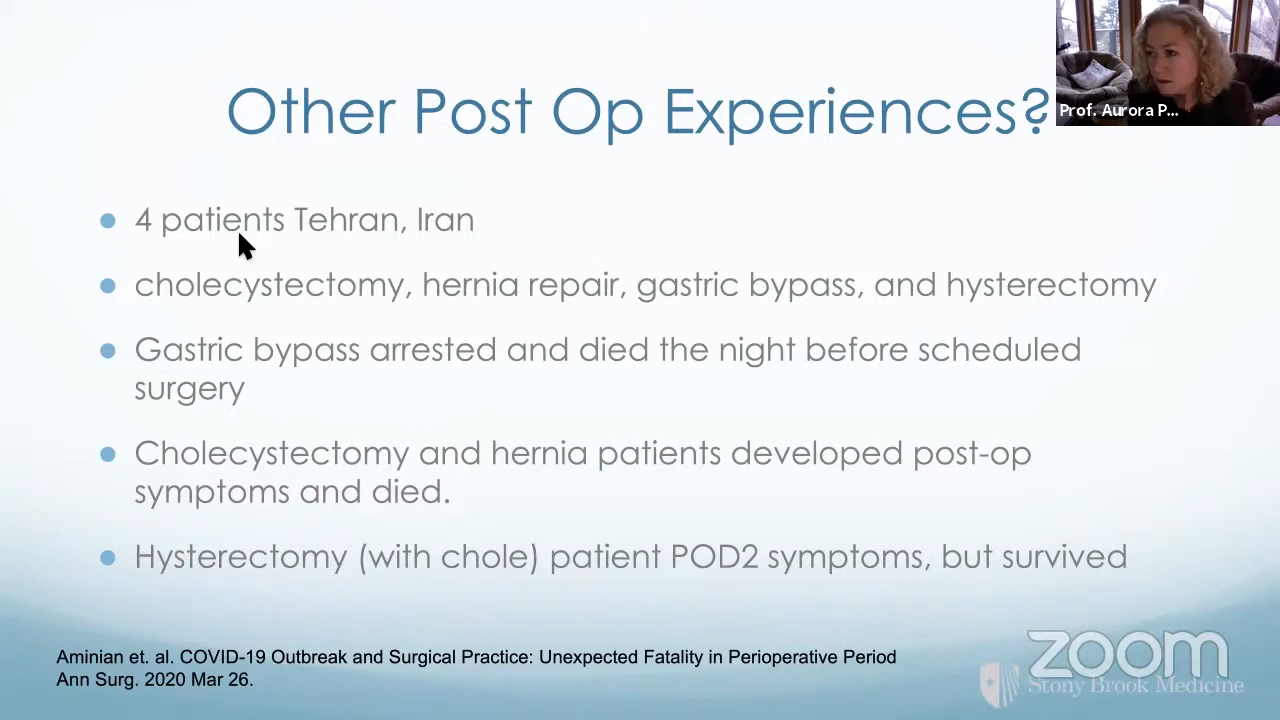 Other Post Op Experiences?
Prof. Aurora P...
4 patients Tehran, Iran
cholecystectomy, hernia repair, gastric bypass, and hysterectomy
Gastric bypass arrested and died the night before scheduled
surgery
Cholecystectomy and hernia patients developed post-op
symptoms and died.
Hysterectomy (with chole) patient POD2 symptoms, but survived
Aminian et. al. COVID-19 Outbreak and Surgical Practice: Unexpected Fatality in Perioperative Period
Ann Surg. 2020 Mar 26.
zoom
Stony Brook Medicine